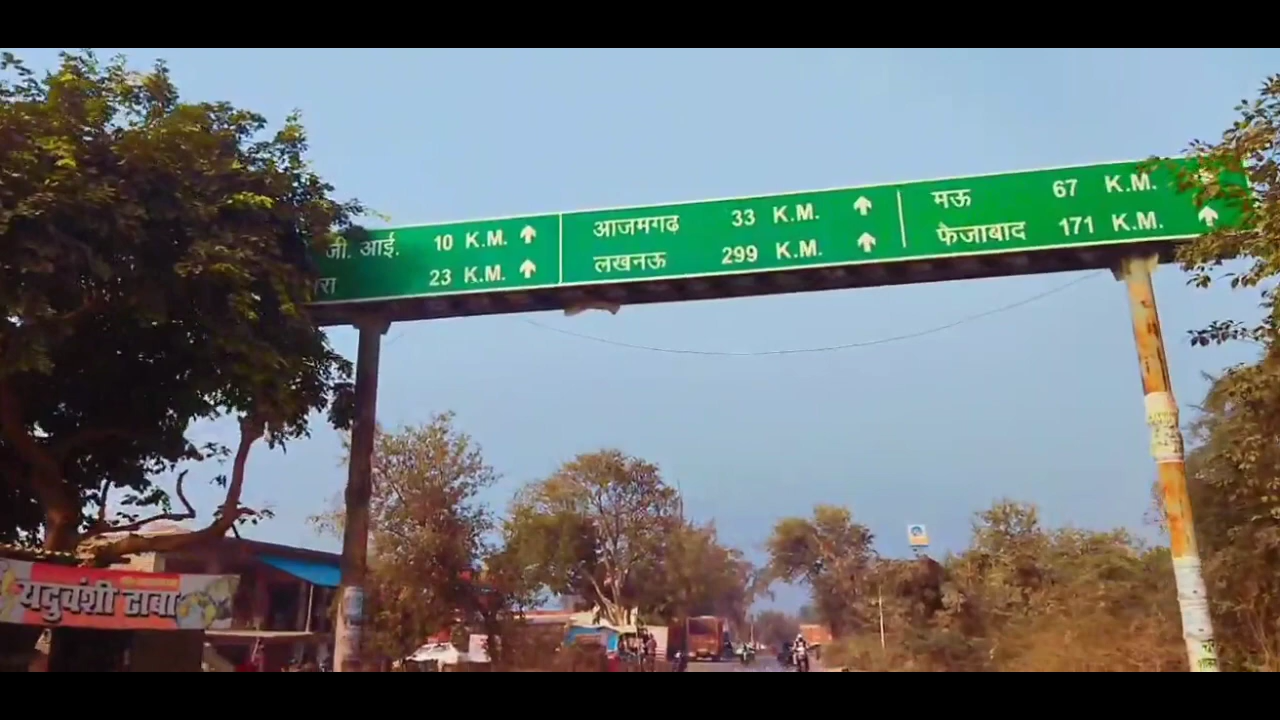 जी. आई. 10 K.M.
रा 23 K.M.
आजमगढ़ 33 K.M.
लखनऊ 299 K.M.
मऊ 67 K.M.
फेजाबाद 171 K.M.
यदुवंशी ढाबा